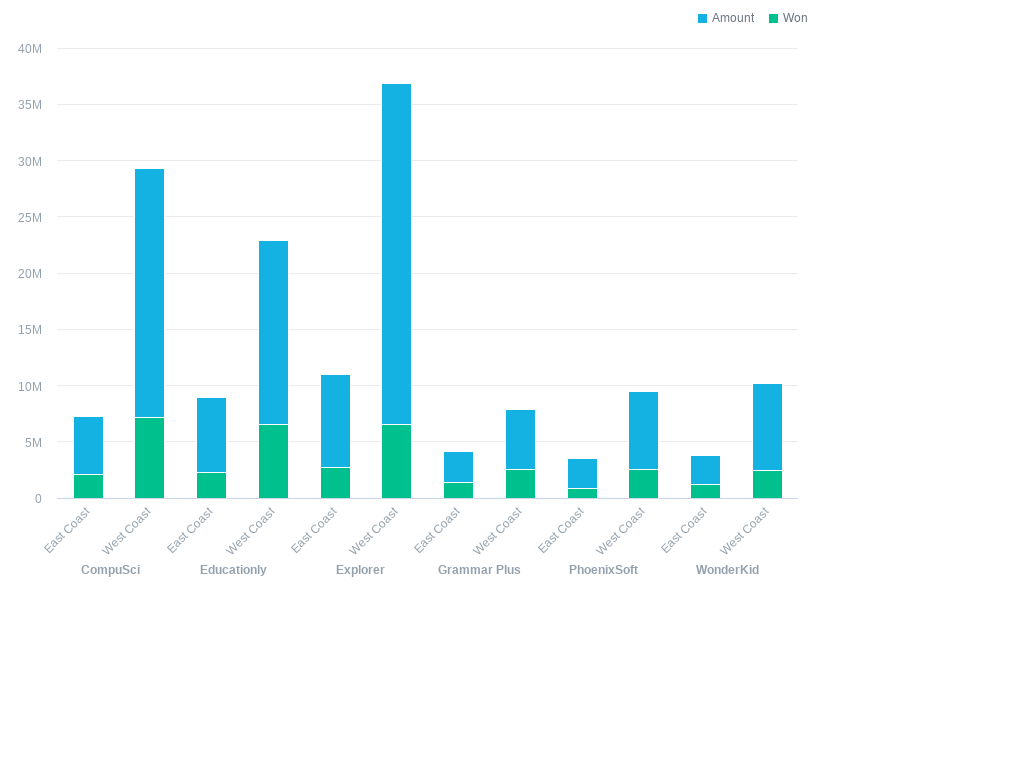 Amount Won
40M
35M
30M
25M
20M
15M
10M
5M
0
East Coast West Coast East Coast West Coast East Coast West Coast East Coast West Coast East Coast West Coast East Coast West Coast
CompuSci Educationly Explorer Grammar Plus PhoenixSoft WonderKid